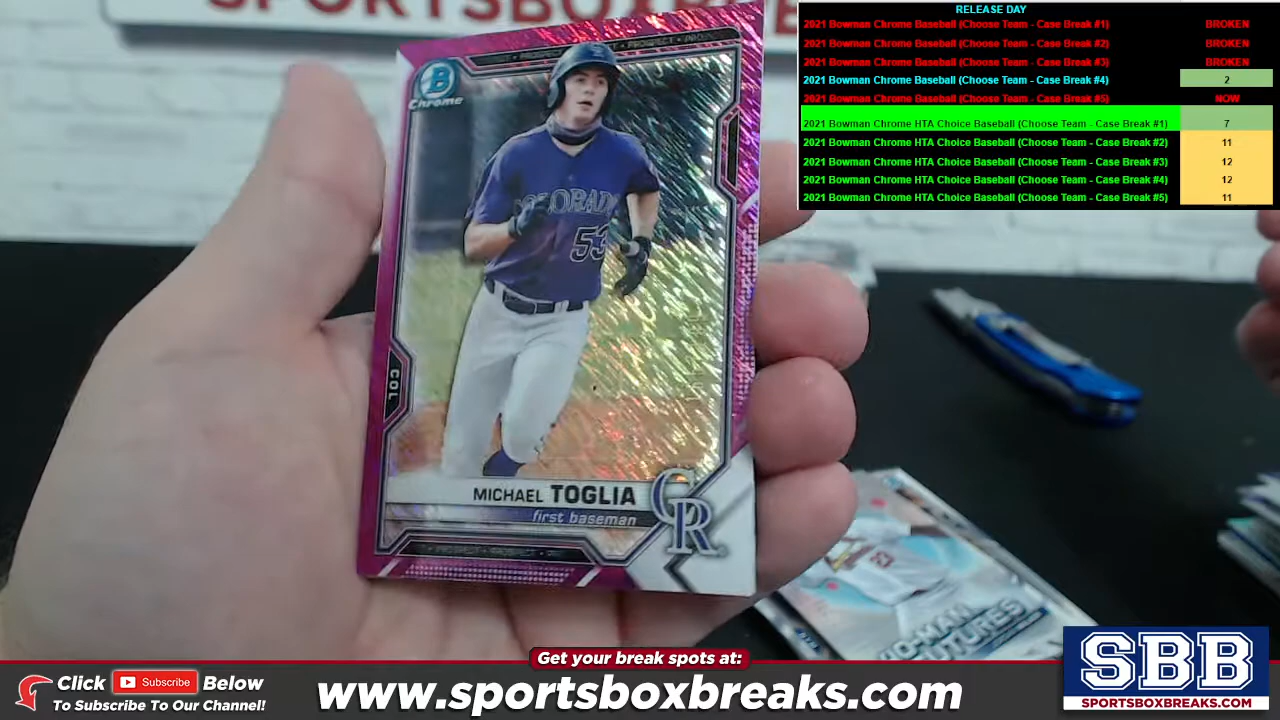 SPORTSBOXBREAKS
RELEASE DAY
2021 Bowman Chrome Baseball (Choose Team - Case Break #1) BROKEN
2021 Bowman Chrome Baseball (Choose Team - Case Break #2) BROKEN
2021 Bowman Chrome Baseball (Choose Team - Case Break #3) BROKEN
2021 Bowman Chrome Baseball (Choose Team - Case Break #4) 2
2021 Bowman Chrome Baseball (Choose Team - Case Break #5) NOW
2021 Bowman Chrome HTA Choice Baseball (Choose Team - Case Break #1) 7
2021 Bowman Chrome HTA Choice Baseball (Choose Team - Case Break #2) 11
2021 Bowman Chrome HTA Choice Baseball (Choose Team - Case Break #3) 12
2021 Bowman Chrome HTA Choice Baseball (Choose Team - Case Break #4) 12
2021 Bowman Chrome HTA Choice Baseball (Choose Team - Case Break #5) 11
PROSPECT • PROSPECT
B
Chrome
COLORADO
53
COL
MICHAEL TOGLIA
first baseman
CR
PROSPECT • PROSPECT
FUTURES
Get your break spots at:
Click Subscribe Below
To Subscribe To Our Channel!
www.sportsboxbreaks.com
SBB
SPORTSBOXBREAKS.COM